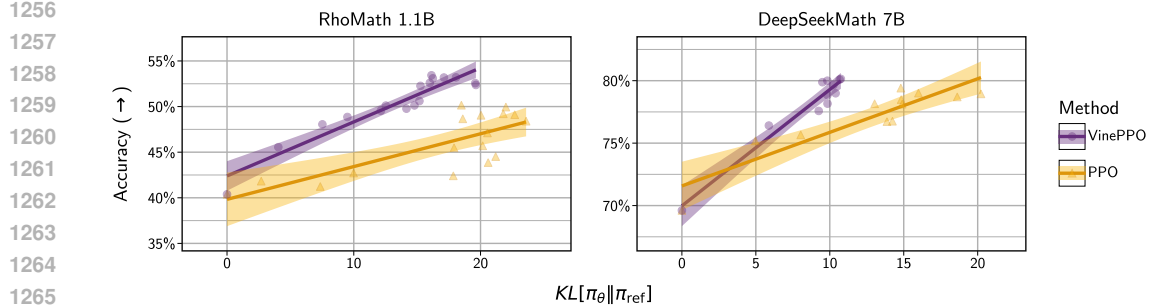 1256
1257
1258
1259
1260
1261
1262
1263
1264
1265
RhoMath 1.1B
DeepSeekMath 7B
Accuracy (→)
55%
50%
45%
40%
35%
0 10 20
80%
75%
70%
0 5 10 15 20
KL[πθ‖πref]
Method
VinePPO
PPO